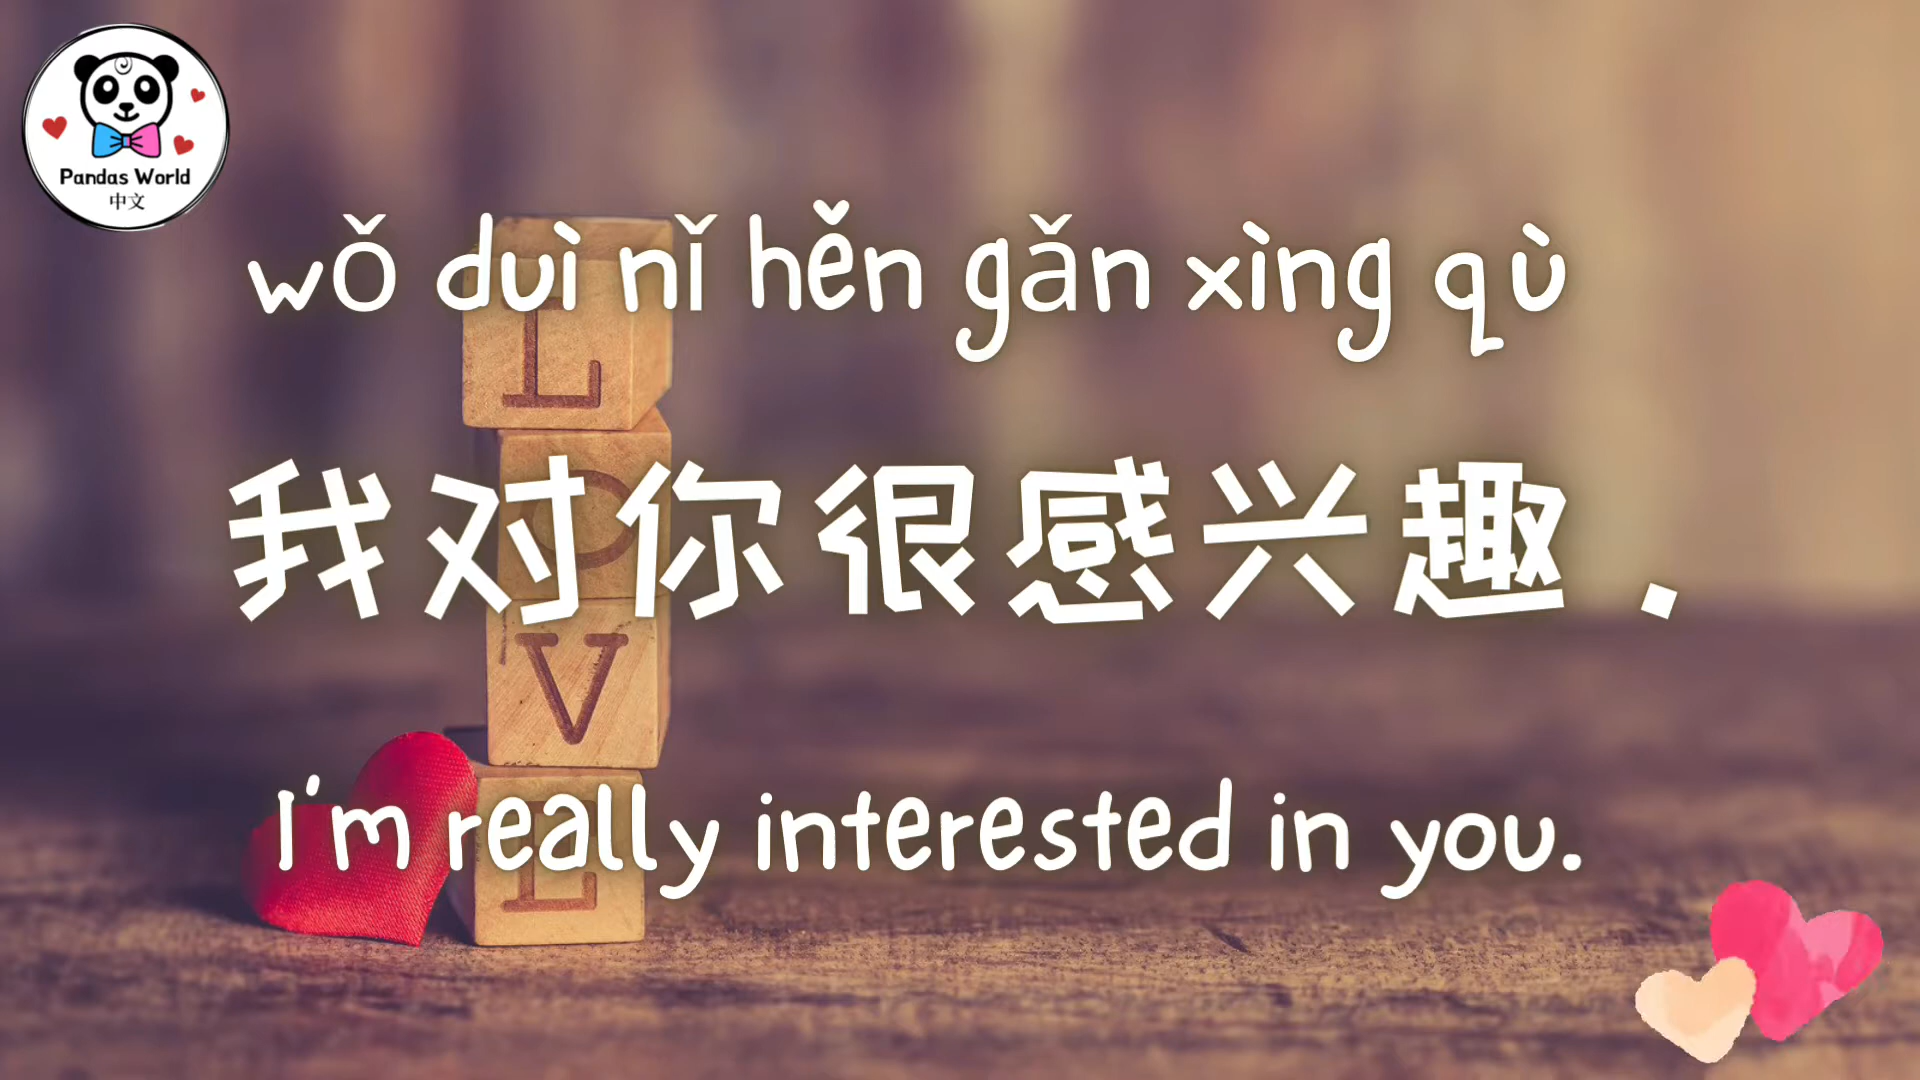 Pandas World
中文
wǒ duì nǐ hěn gǎn xìng qù
我对你很感兴趣.
I'm really interested in you.
L
O
V
E